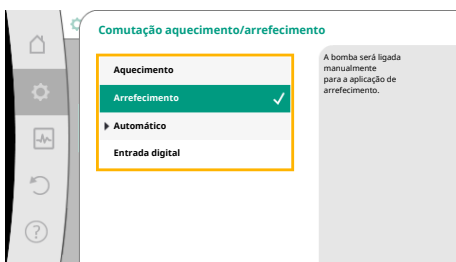 Comutação aquecimento/arrefecimento
Aquecimento
Arrefecimento
Automático
Entrada digital
A bomba será ligada
manualmente
para a aplicação de
arrefecimento.